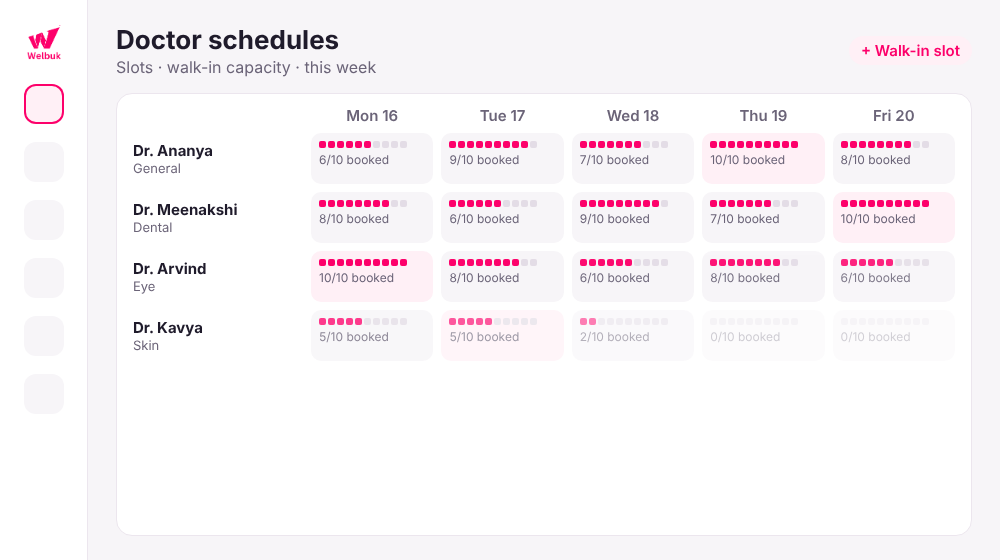 Welbuk
Doctor schedules
Slots · walk-in capacity · this week
+ Walk-in slot
Mon 16 Tue 17 Wed 18 Thu 19 Fri 20
Dr. Ananya
General
6/10 booked 9/10 booked 7/10 booked 10/10 booked 8/10 booked
Dr. Meenakshi
Dental
8/10 booked 6/10 booked 9/10 booked 7/10 booked 10/10 booked
Dr. Arvind
Eye
10/10 booked 8/10 booked 6/10 booked 8/10 booked 6/10 booked
Dr. Kavya
Skin
5/10 booked 5/10 booked 2/10 booked 0/10 booked 0/10 booked